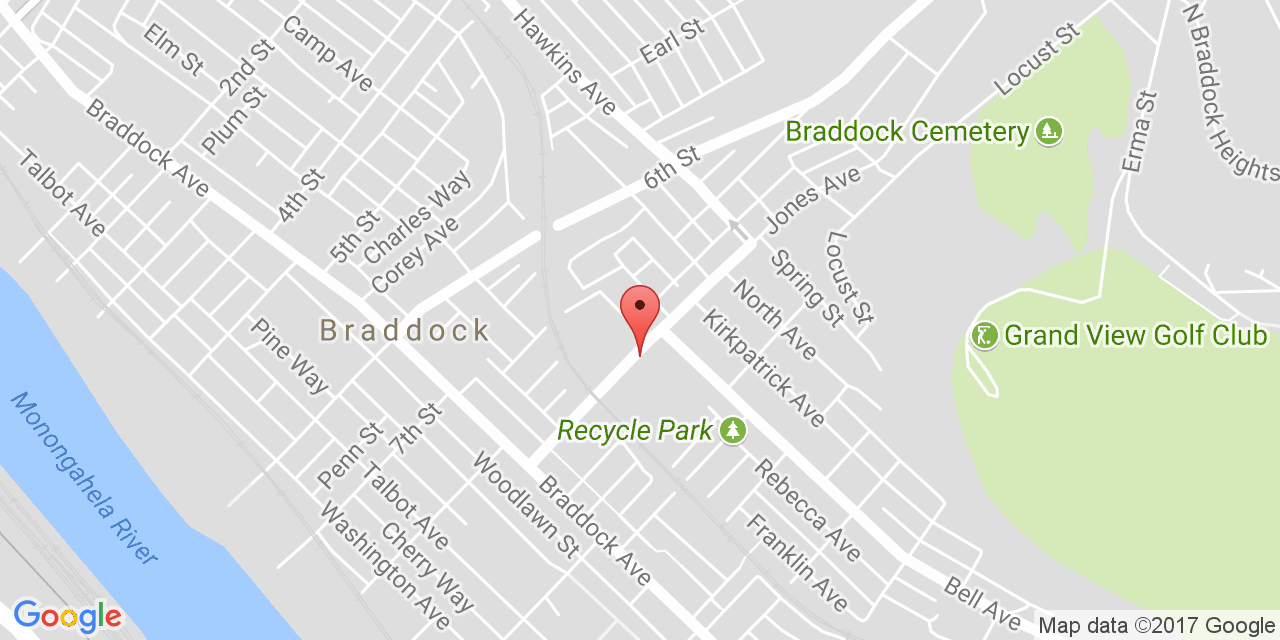 Camp Ave
Elm St
2nd St
Hawkins Ave
Earl St
Locust St
N Braddock Heights
Plum St
Braddock Ave
Braddock Cemetery
Erma St
Talbot Ave
4th St
6th St
Jones Ave
Charles Way
5th St
Corey Ave
Spring St
Locust St
North Ave
Braddock
Pine Way
Kirkpatrick Ave
Grand View Golf Club
Monongahela River
7th St
Penn St
Recycle Park
Talbot Ave
Woodlawn St
Braddock Ave
Rebecca Ave
Washington Ave
Cherry Way
Franklin Ave
Bell Ave
Google
Map data ©2017 Google